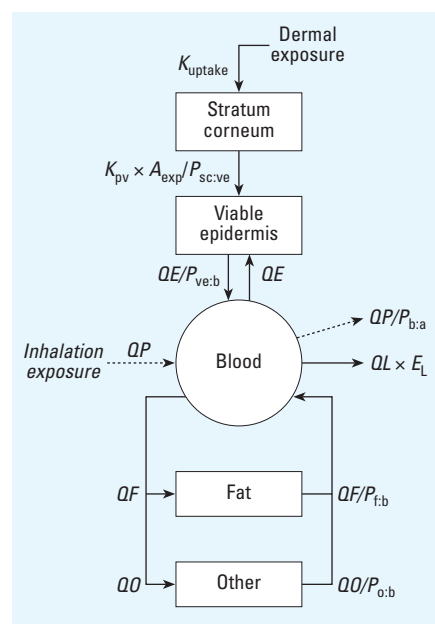 Dermal
exposure
K_uptake
Stratum
corneum
K_pv × A_exp/P_sc:ve
Viable
epidermis
QE/P_ve:b
QE
QP/P_b:a
Inhalation
exposure
QP
Blood
QL × E_L
QF
Fat
QF/P_f:b
QO
Other
QO/P_o:b